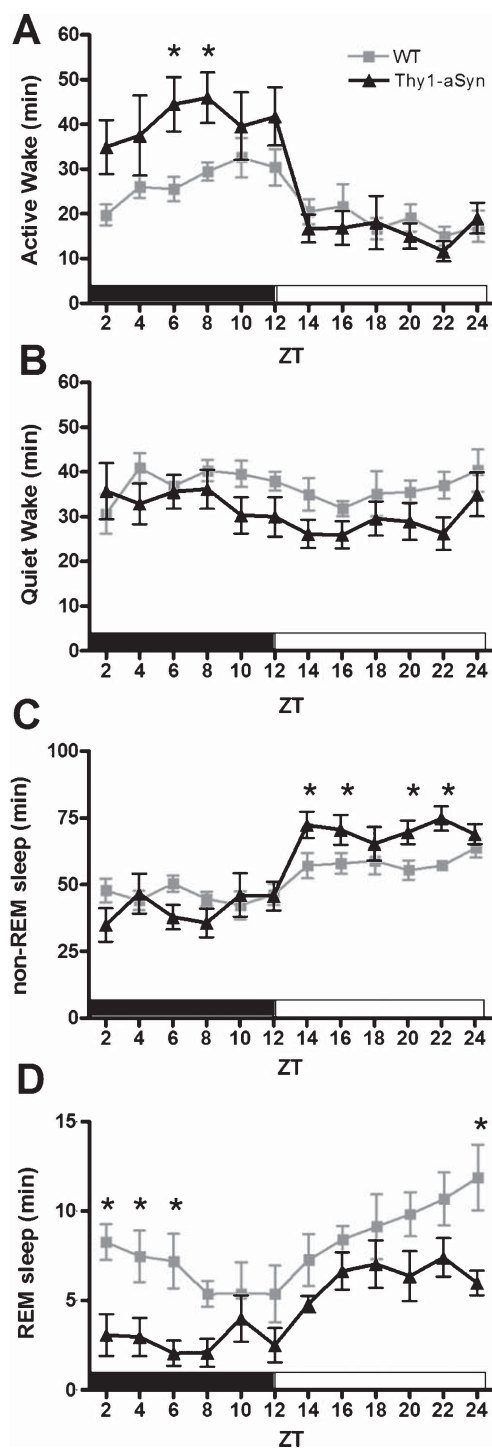 A
Active Wake (min)
60
50
40
30
20
10
0
* *
WT
Thy1-aSyn
2 4 6 8 10 12 14 16 18 20 22 24
ZT
B
Quiet Wake (min)
60
50
40
30
20
10
0
2 4 6 8 10 12 14 16 18 20 22 24
ZT
C
non-REM sleep (min)
100
75
50
25
0
* * * *
2 4 6 8 10 12 14 16 18 20 22 24
ZT
D
REM sleep (min)
15
10
5
0
* * * *
2 4 6 8 10 12 14 16 18 20 22 24
ZT